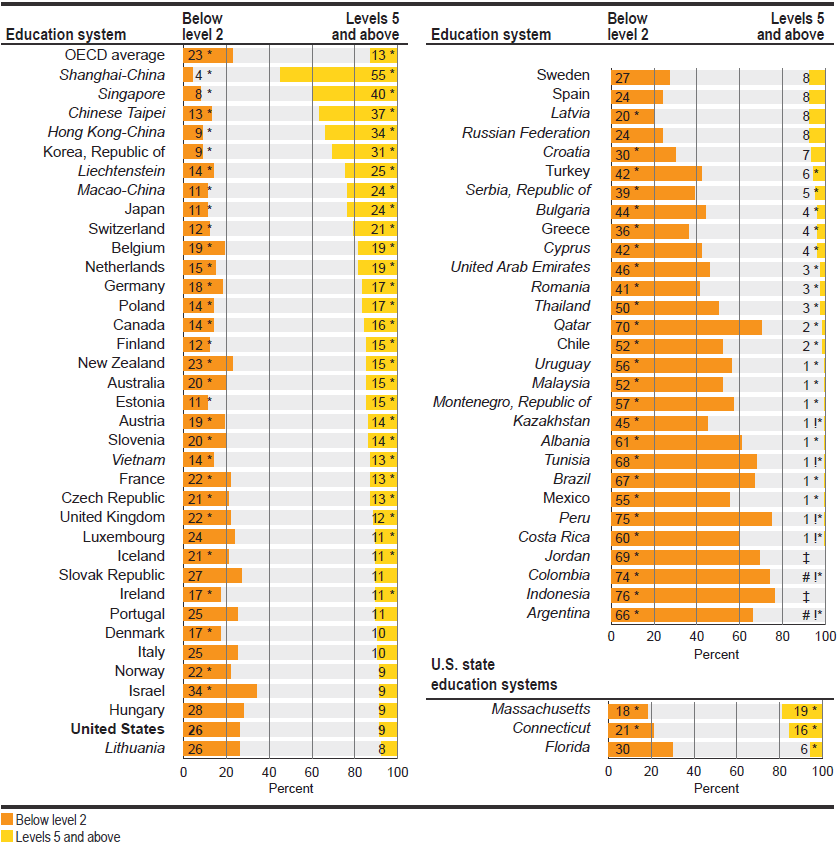 Education system Below level 2 Levels 5 and above
OECD average 23 * 13 *
Shanghai-China 4 * 55 *
Singapore 8 * 40 *
Chinese Taipei 13 * 37 *
Hong Kong-China 9 * 34 *
Korea, Republic of 9 * 31 *
Liechtenstein 14 * 25 *
Macao-China 11 * 24 *
Japan 11 * 24 *
Switzerland 12 * 21 *
Belgium 19 * 19 *
Netherlands 15 * 19 *
Germany 18 * 17 *
Poland 14 * 17 *
Canada 14 * 16 *
Finland 12 * 15 *
New Zealand 23 * 15 *
Australia 20 * 15 *
Estonia 11 * 15 *
Austria 19 * 14 *
Slovenia 20 * 14 *
Vietnam 14 * 13 *
France 22 * 13 *
Czech Republic 21 * 13 *
United Kingdom 22 * 12 *
Luxembourg 24 11 *
Iceland 21 * 11 *
Slovak Republic 27 11
Ireland 17 * 11 *
Portugal 25 11
Denmark 17 * 10
Italy 25 10
Norway 22 * 9
Israel 34 * 9
Hungary 28 9
United States 26 9
Lithuania 26 8
0 20 40 60 80 100
Percent
Education system Below level 2 Levels 5 and above
Sweden 27 8
Spain 24 8
Latvia 20 * 8
Russian Federation 24 8
Croatia 30 * 7
Turkey 42 * 6 *
Serbia, Republic of 39 * 5 *
Bulgaria 44 * 4 *
Greece 36 * 4 *
Cyprus 42 * 4 *
United Arab Emirates 46 * 3 *
Romania 41 * 3 *
Thailand 50 * 3 *
Qatar 70 * 2 *
Chile 52 * 2 *
Uruguay 56 * 1 *
Malaysia 52 * 1 *
Montenegro, Republic of 57 * 1 *
Kazakhstan 45 * 1 !*
Albania 61 * 1 *
Tunisia 68 * 1 !*
Brazil 67 * 1 *
Mexico 55 * 1 *
Peru 75 * 1 !*
Costa Rica 60 * 1 !*
Jordan 69 * ‡
Colombia 74 * # !*
Indonesia 76 * ‡
Argentina 66 * # !*
0 20 40 60 80 100
Percent
U.S. state
education systems
Massachusetts 18 * 19 *
Connecticut 21 * 16 *
Florida 30 6 *
0 20 40 60 80 100
Percent
Below level 2
Levels 5 and above